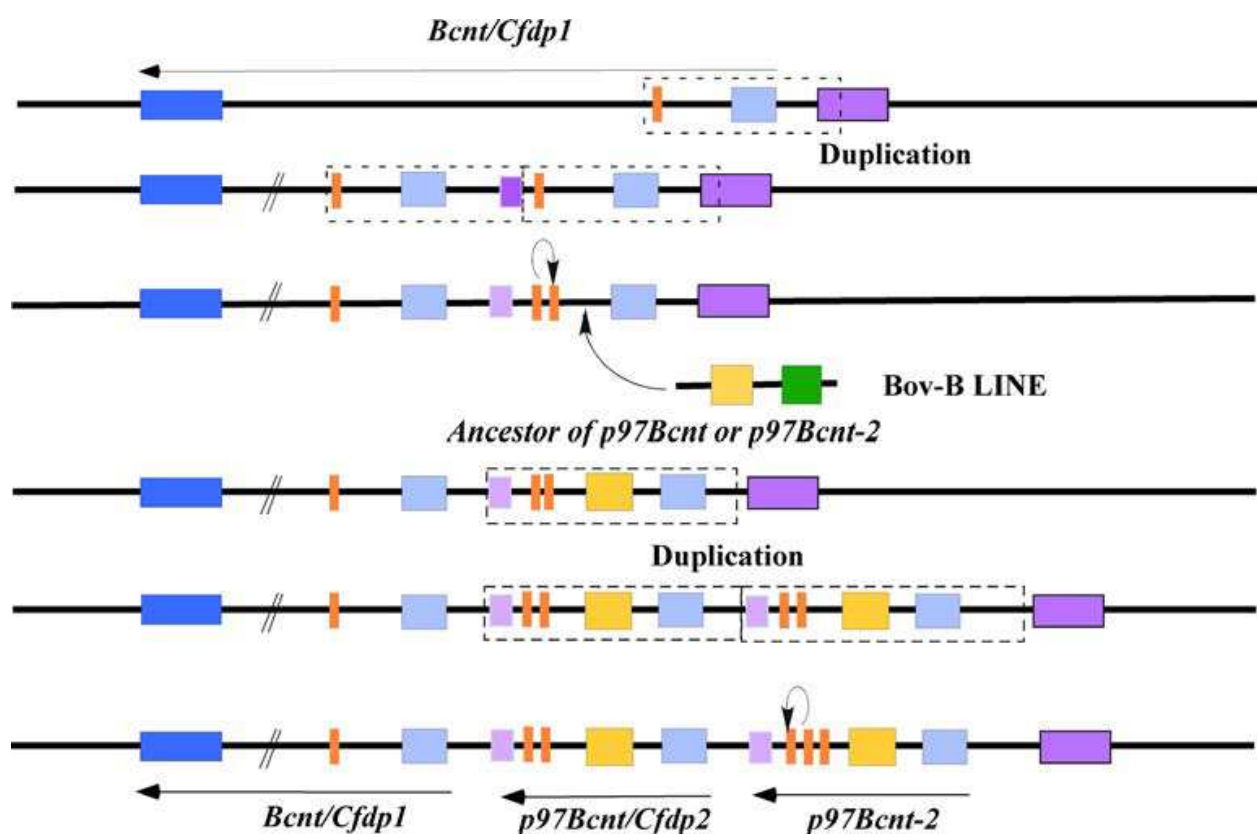 Bcnt/Cfdp1
Duplication
Bov-B LINE
Ancestor of p97Bcnt or p97Bcnt-2
Duplication
Bcnt/Cfdp1
p97Bcnt/Cfdp2
p97Bcnt-2